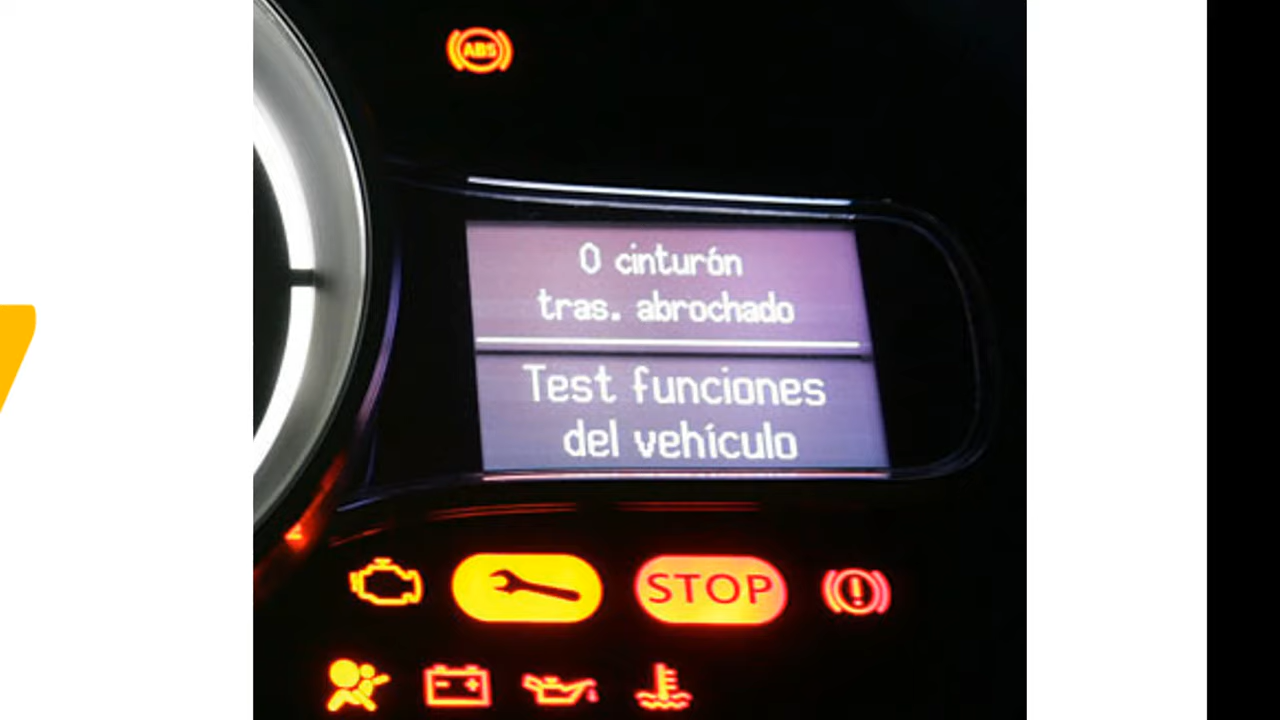 ABS
0 cinturón
tras. abrochado
Test funciones
del vehículo
STOP